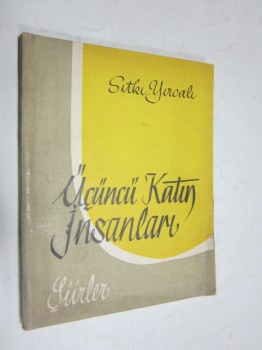 Sıtkı Yırcalı
Üçüncü Katın
İnsanları
Şiirler